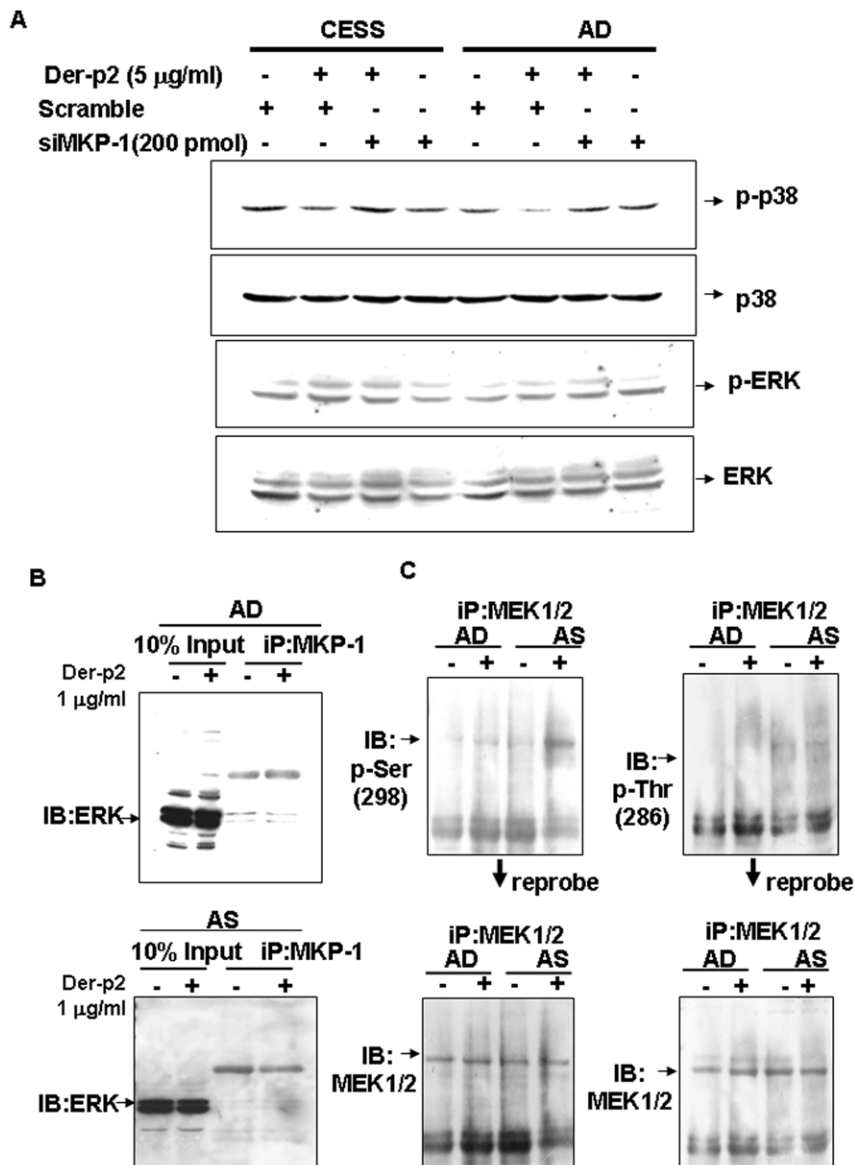 A
CESS AD
Der-p2 (5 µg/ml) - + + - - + + -
Scramble + + - - + + - -
siMKP-1(200 pmol) - - + + - - + +
p-p38
p38
p-ERK
ERK
B
AD
10% Input iP:MKP-1
Der-p2 - + - +
1 µg/ml
IB:ERK
AS
10% Input iP:MKP-1
Der-p2 - + - +
1 µg/ml
IB:ERK
C
iP:MEK1/2
AD AS
- + - +
IB:
p-Ser
(298)
reprobe
iP:MEK1/2
AD AS
- + - +
IB:
p-Thr
(286)
reprobe
iP:MEK1/2
AD AS
- + - +
IB:
MEK1/2
iP:MEK1/2
AD AS
- + - +
IB:
MEK1/2